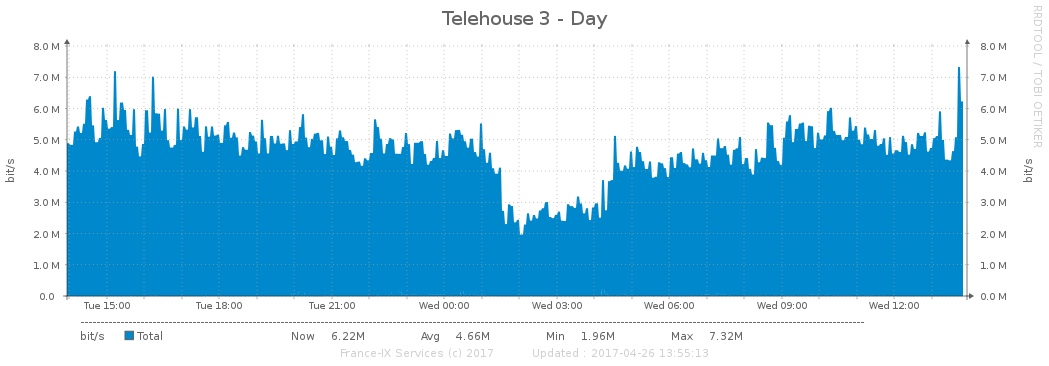 Telehouse 3 - Day
RRDTOOL / TOBI OETIKER
bit/s
bit/s
8.0 M 8.0 M
7.0 M 7.0 M
6.0 M 6.0 M
5.0 M 5.0 M
4.0 M 4.0 M
3.0 M 3.0 M
2.0 M 2.0 M
1.0 M 1.0 M
0.0 0.0 M
Tue 15:00 Tue 18:00 Tue 21:00 Wed 00:00 Wed 03:00 Wed 06:00 Wed 09:00 Wed 12:00
bit/s Total Now 6.22M Avg 4.66M Min 1.96M Max 7.32M
France-IX Services (c) 2017 Updated : 2017-04-26 13:55:13